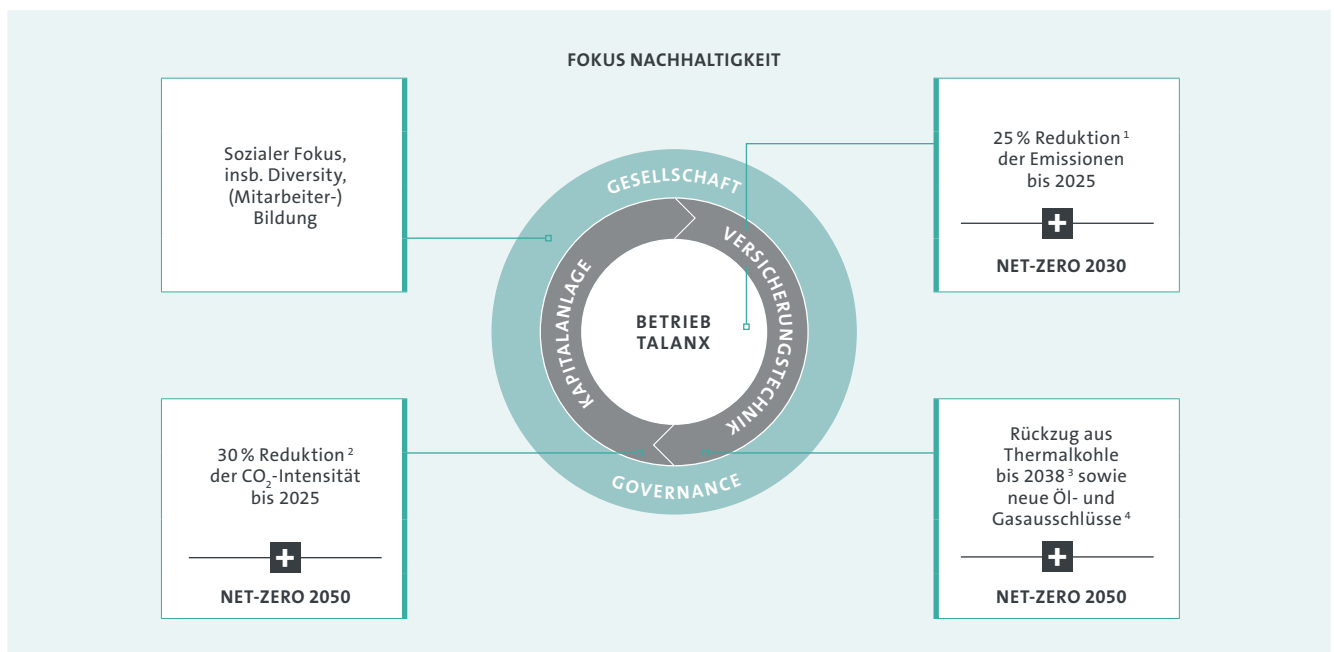 FOKUS NACHHALTIGKEIT
Sozialer Fokus,
insb. Diversity,
(Mitarbeiter-)
Bildung
25 % Reduktion ¹
der Emissionen
bis 2025
NET-ZERO 2030
GESELLSCHAFT
KAPITALANLAGE
VERSICHERUNGSTECHNIK
BETRIEB
TALANX
GOVERNANCE
30 % Reduktion ²
der CO₂-Intensität
bis 2025
NET-ZERO 2050
Rückzug aus
Thermalkohle
bis 2038 ³ sowie
neue Öl- und
Gasausschlüsse ⁴
NET-ZERO 2050